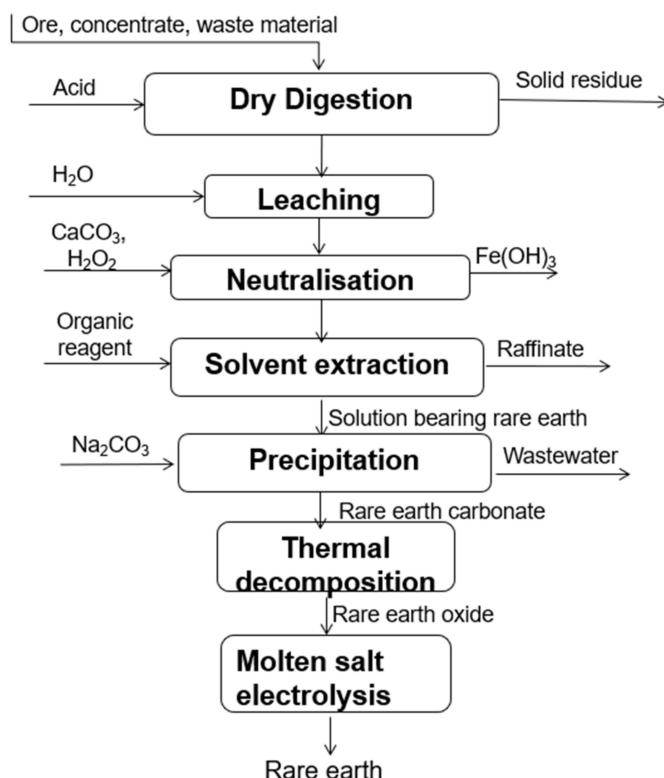 Ore, concentrate, waste material
Acid
Dry Digestion
Solid residue
H₂O
Leaching
CaCO₃,
H₂O₂
Neutralisation
Fe(OH)₃
Organic
reagent
Solvent extraction
Raffinate
Solution bearing rare earth
Na₂CO₃
Precipitation
Wastewater
Rare earth carbonate
Thermal
decomposition
Rare earth oxide
Molten salt
electrolysis
Rare earth